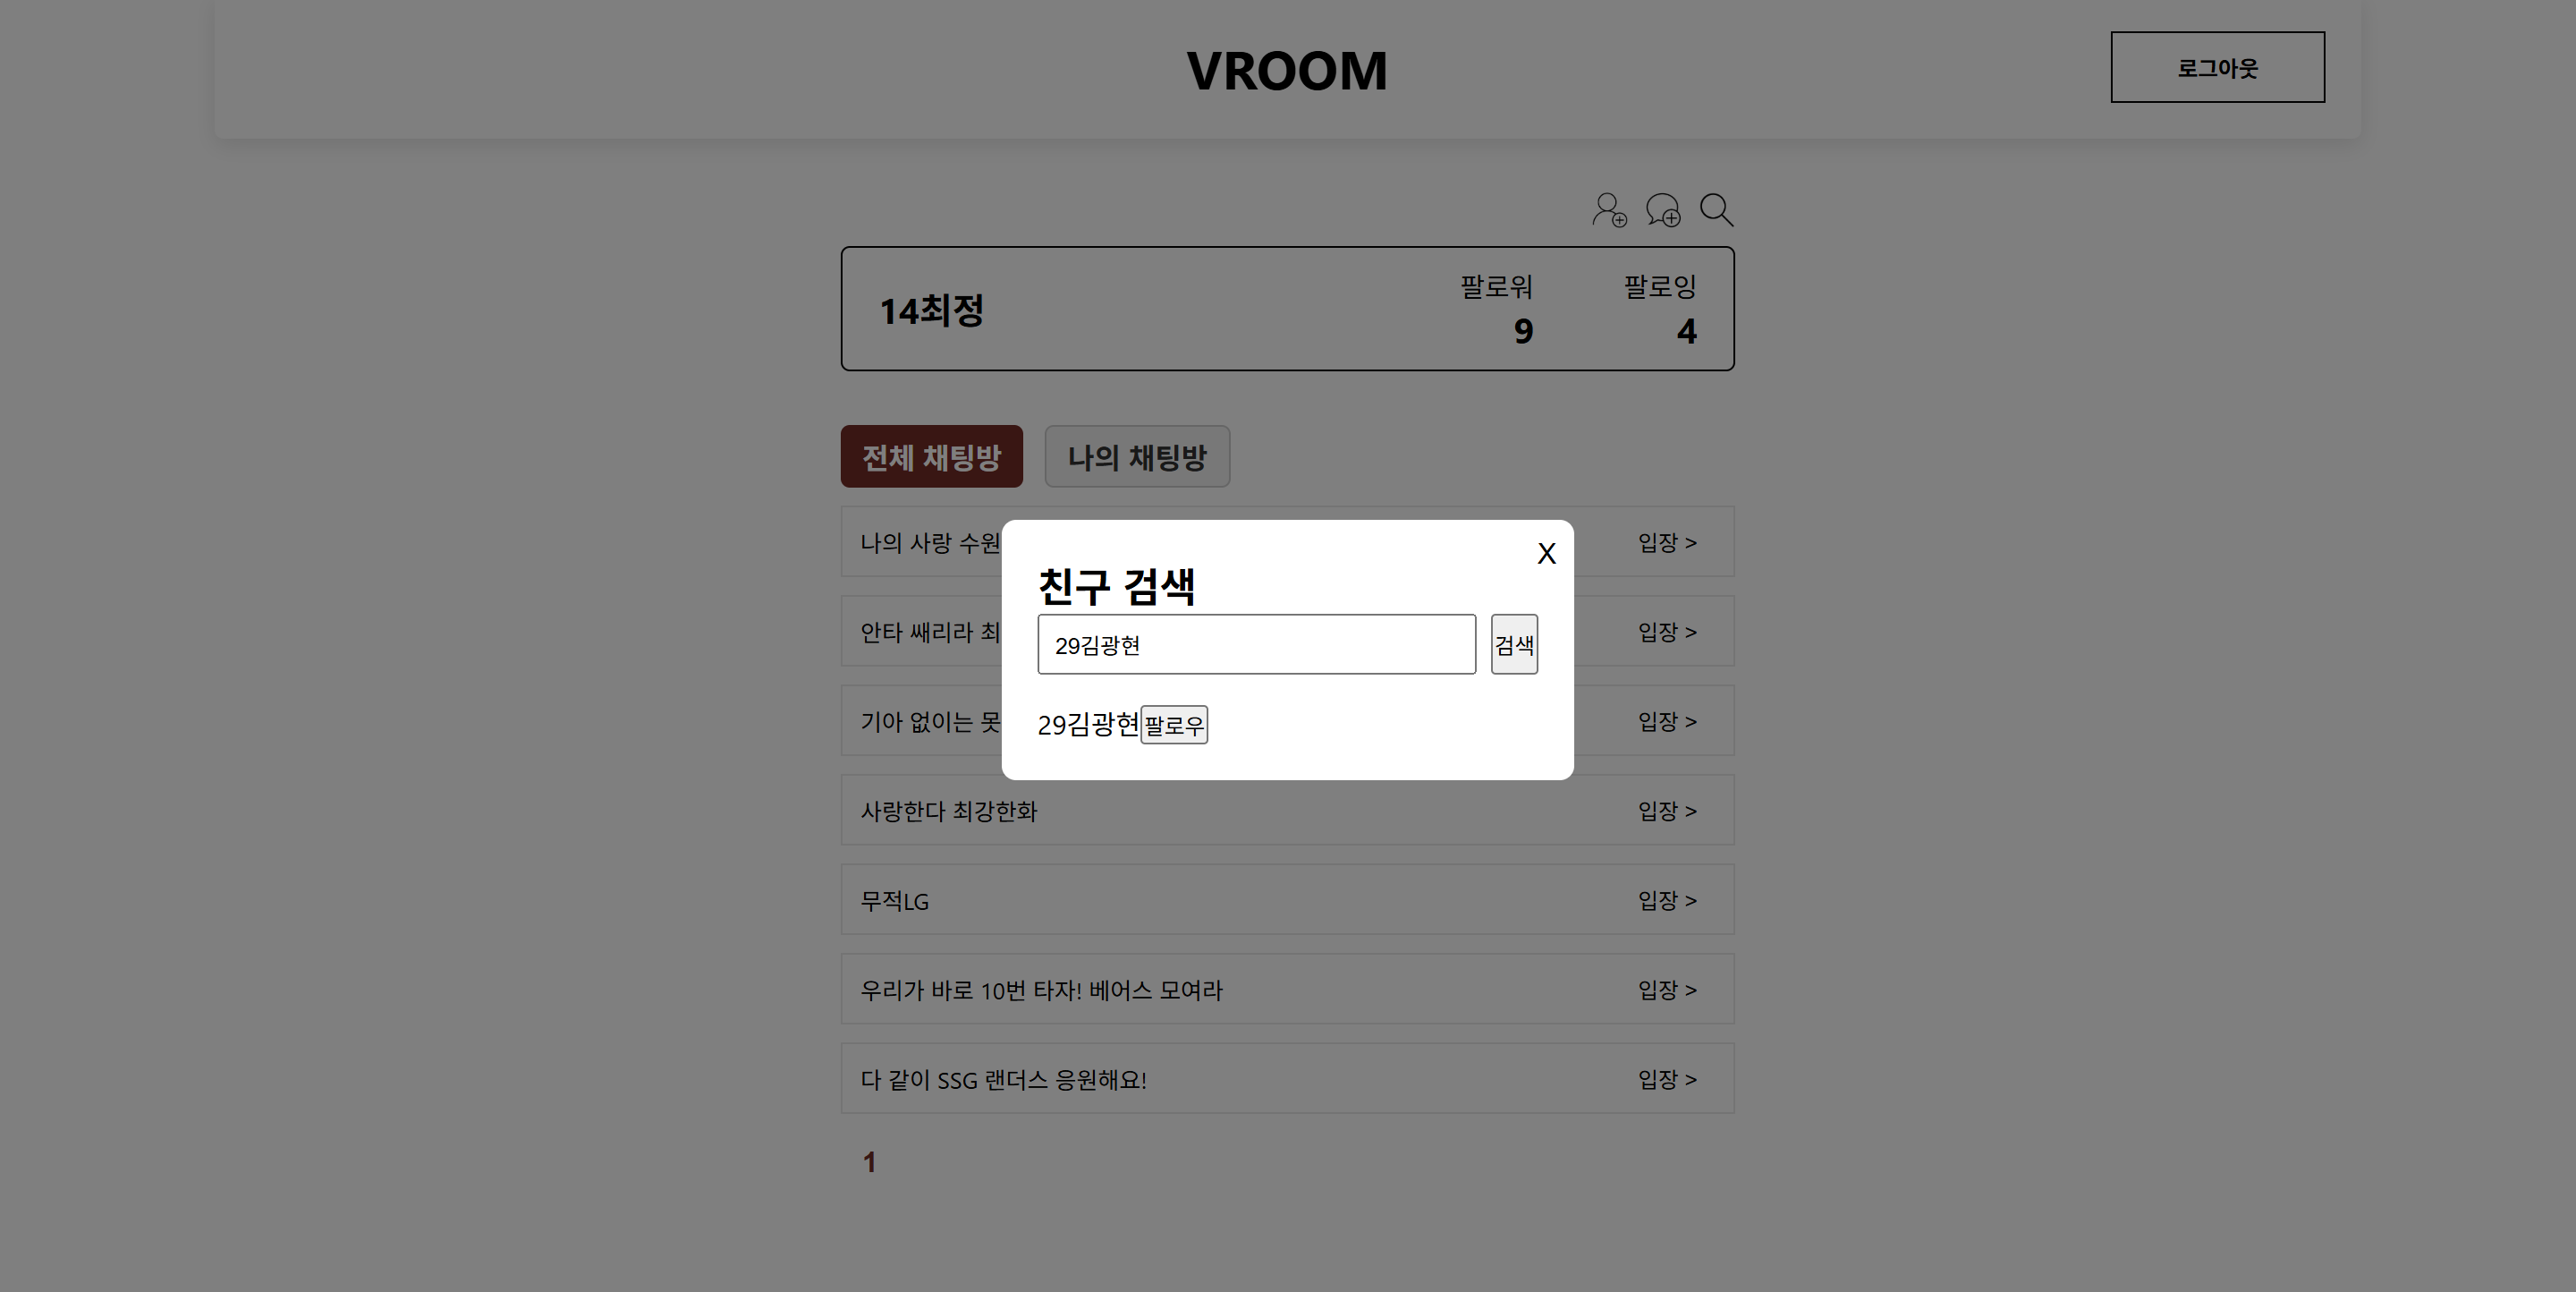 VROOM
로그아웃
14최정
팔로워
9
팔로잉
4
전체 채팅방
나의 채팅방
나의 사랑 수원
입장 >
X
친구 검색
29김광현
검색
29김광현 팔로우
안타 쌔리라 최
입장 >
기아 없이는 못
입장 >
사랑한다 최강한화
입장 >
무적LG
입장 >
우리가 바로 10번 타자! 베어스 모여라
입장 >
다 같이 SSG 랜더스 응원해요!
입장 >
1